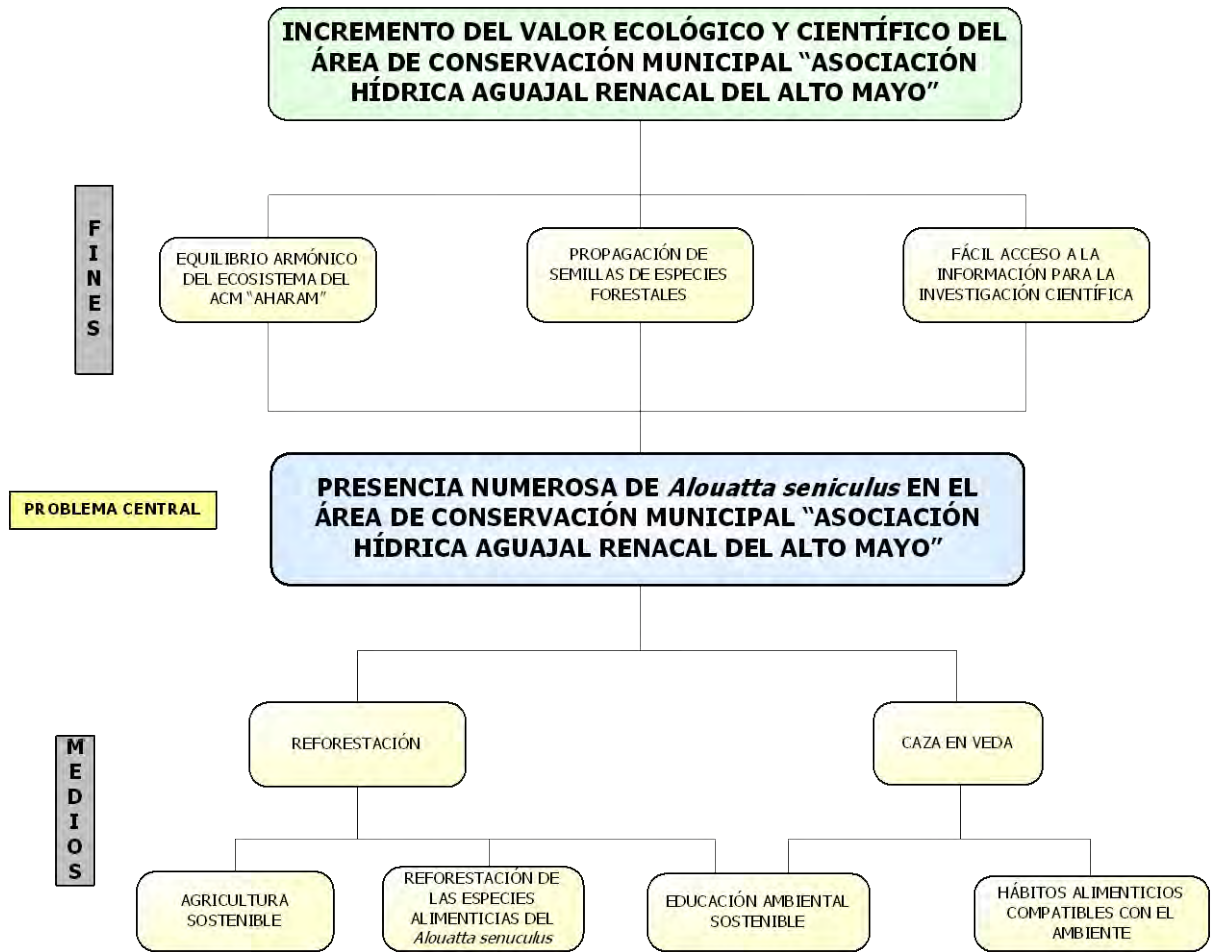 INCREMENTO DEL VALOR ECOLÓGICO Y CIENTÍFICO DEL
ÁREA DE CONSERVACIÓN MUNICIPAL “ASOCIACIÓN
HÍDRICA AGUAJAL RENACAL DEL ALTO MAYO”
FINES
EQUILIBRIO ARMÓNICO
DEL ECOSISTEMA DEL
ACM “AHARAM”
PROPAGACIÓN DE
SEMILLAS DE ESPECIES
FORESTALES
FÁCIL ACCESO A LA
INFORMACIÓN PARA LA
INVESTIGACIÓN CIENTÍFICA
PROBLEMA CENTRAL
PRESENCIA NUMEROSA DE Alouatta seniculus EN EL
ÁREA DE CONSERVACIÓN MUNICIPAL “ASOCIACIÓN
HÍDRICA AGUAJAL RENACAL DEL ALTO MAYO”
MEDIOS
REFORESTACIÓN
CAZA EN VEDA
AGRICULTURA
SOSTENIBLE
REFORESTACIÓN DE
LAS ESPECIES
ALIMENTICIAS DEL
Alouatta senuculus
EDUCACIÓN AMBIENTAL
SOSTENIBLE
HÁBITOS ALIMENTICIOS
COMPATIBLES CON EL
AMBIENTE